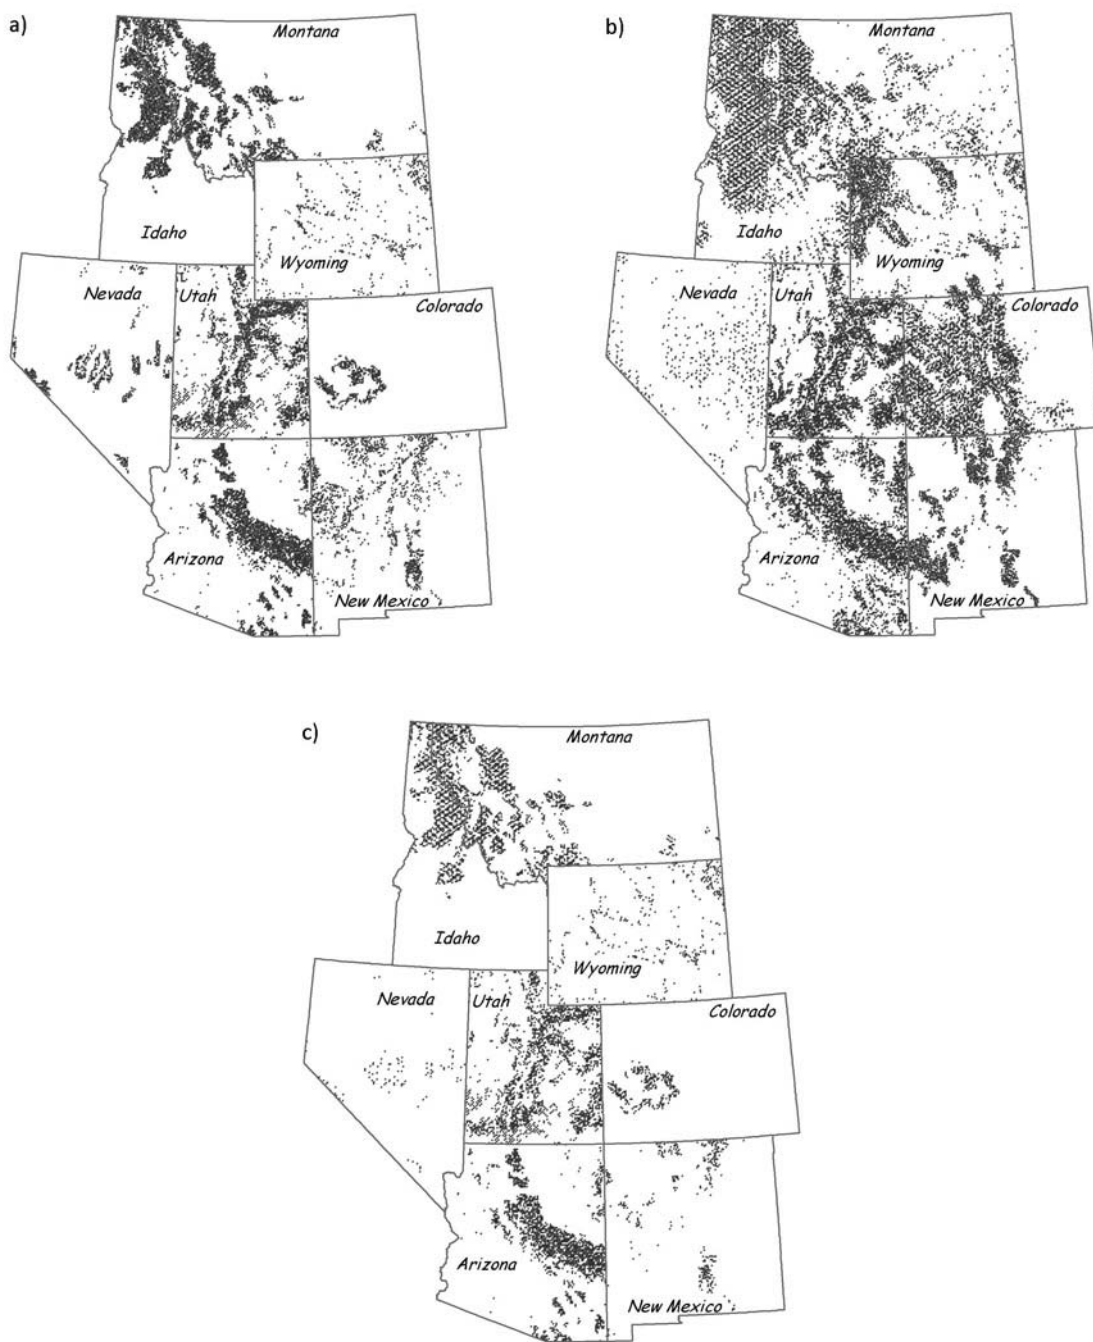 a)
Montana
Idaho
Wyoming
Nevada
Utah
Colorado
Arizona
New Mexico
b)
Montana
Idaho
Wyoming
Nevada
Utah
Colorado
Arizona
New Mexico
c)
Montana
Idaho
Wyoming
Nevada
Utah
Colorado
Arizona
New Mexico